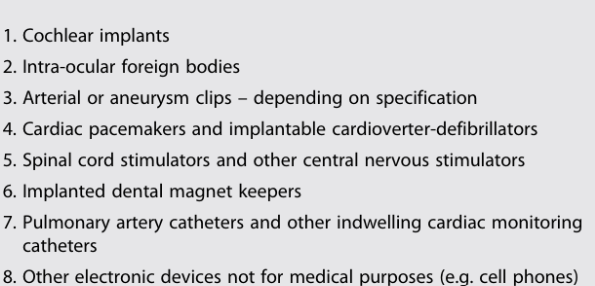 1. Cochlear implants
2. Intra-ocular foreign bodies
3. Arterial or aneurysm clips – depending on specification
4. Cardiac pacemakers and implantable cardioverter-defibrillators
5. Spinal cord stimulators and other central nervous stimulators
6. Implanted dental magnet keepers
7. Pulmonary artery catheters and other indwelling cardiac monitoring
catheters
8. Other electronic devices not for medical purposes (e.g. cell phones)